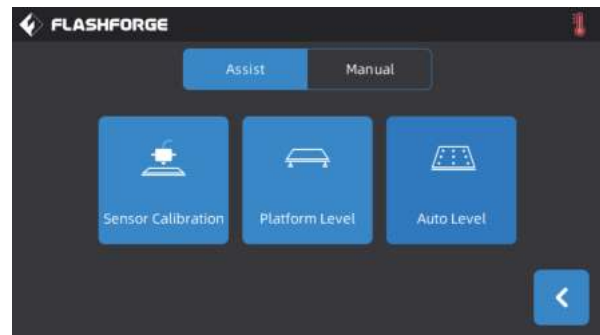 FLASHFORGE
Assist Manual
Sensor Calibration Platform Level Auto Level